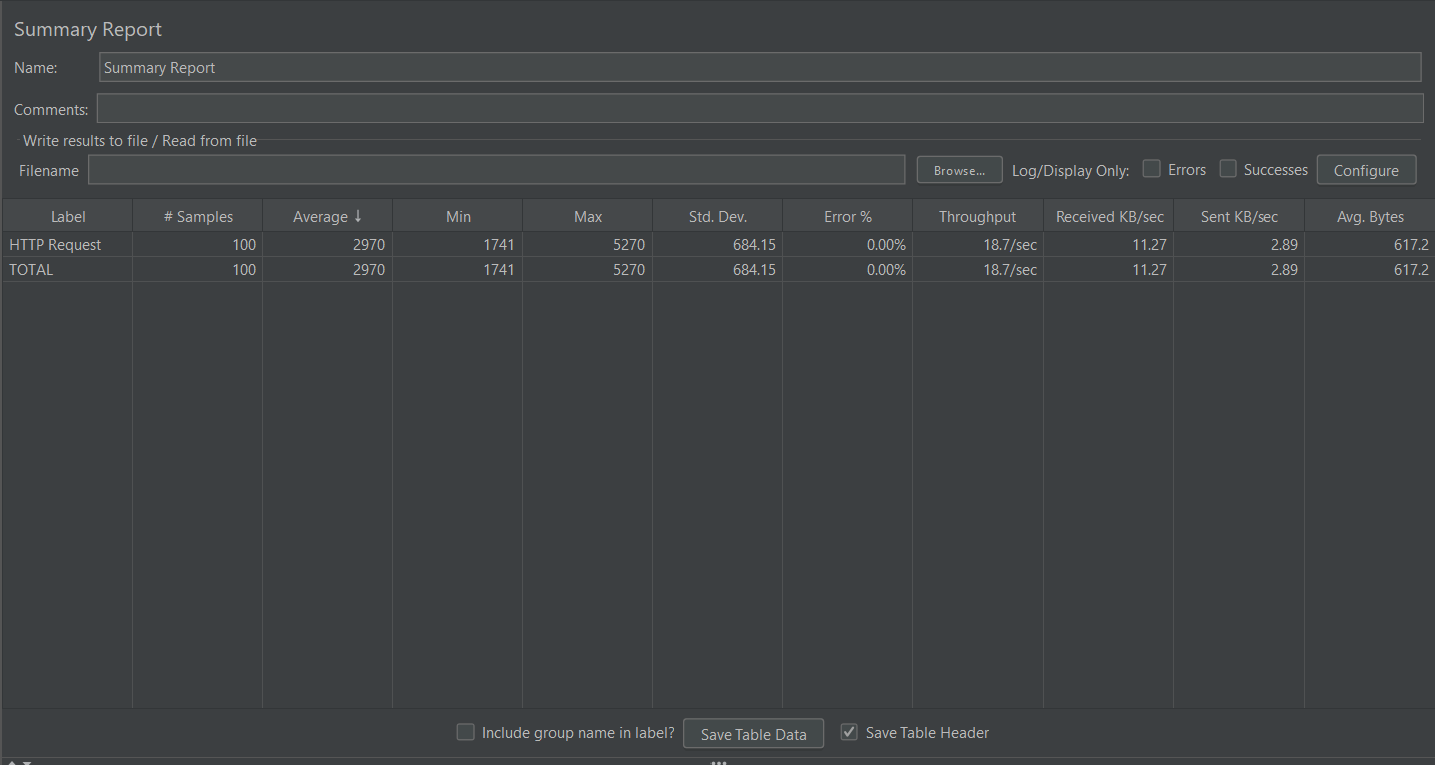 Summary Report
Name: Summary Report
Comments:
Write results to file / Read from file
Filename Browse... Log/Display Only: Errors Successes Configure
Label # Samples Average ↓ Min Max Std. Dev. Error % Throughput Received KB/sec Sent KB/sec Avg. Bytes
HTTP Request 100 2970 1741 5270 684.15 0.00% 18.7/sec 11.27 2.89 617.2
TOTAL 100 2970 1741 5270 684.15 0.00% 18.7/sec 11.27 2.89 617.2
Include group name in label? Save Table Data Save Table Header